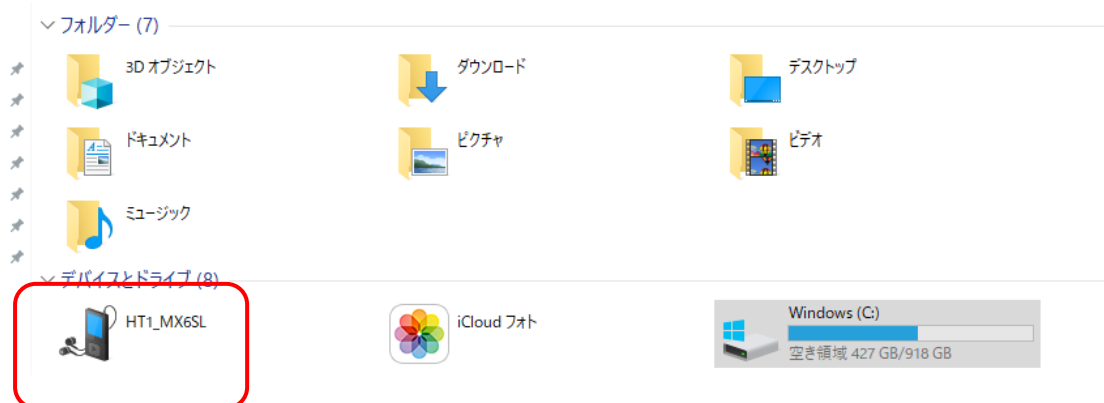 フォルダー (7)
3D オブジェクト
ダウンロード
デスクトップ
ドキュメント
ピクチャ
ビデオ
ミュージック
デバイスとドライブ (8)
HT1_MX6SL
iCloud フォト
Windows (C:)
空き領域 427 GB/918 GB